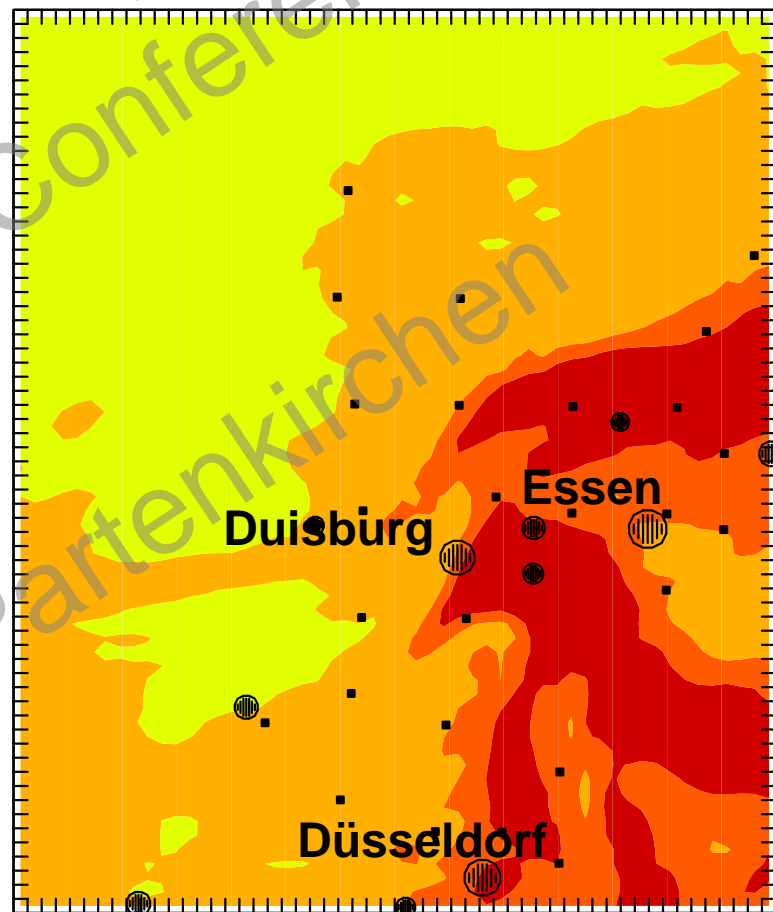 Conferen
Partenkirchen
Essen
Duisburg
Düsseldorf